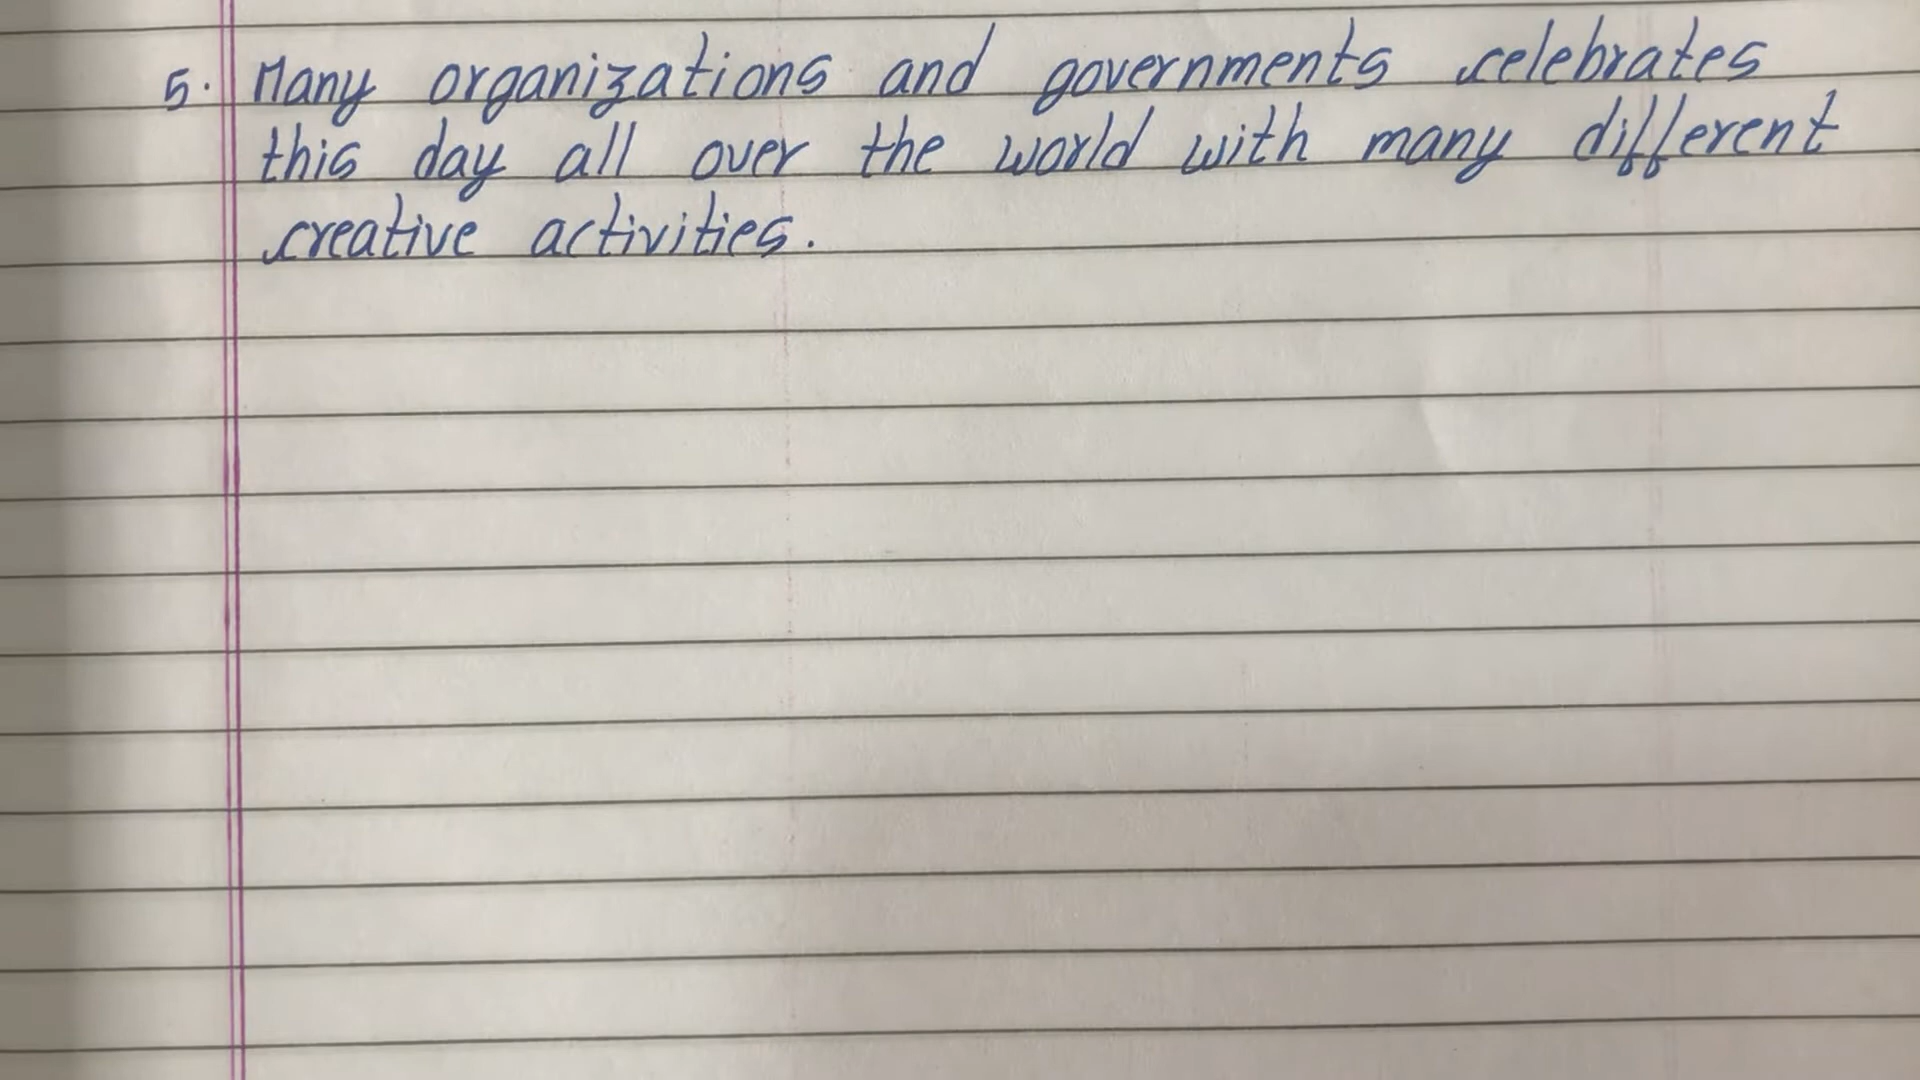 5. Many organizations and governments celebrates
this day all over the world with many different
creative activities.